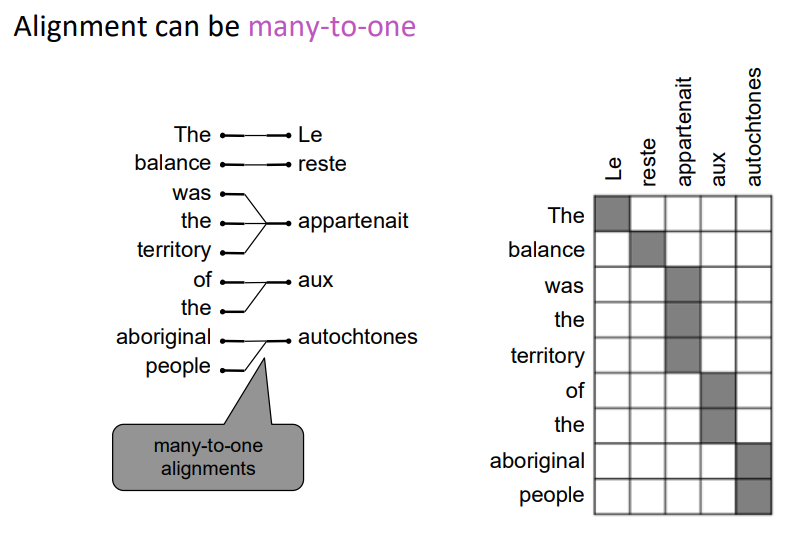 Alignment can be many-to-one
The Le
balance reste
was
the appartenait
territory
of aux
the
aboriginal autochtones
people
many-to-one
alignments
Le
reste
appartenait
aux
autochtones
The
balance
was
the
territory
of
the
aboriginal
people